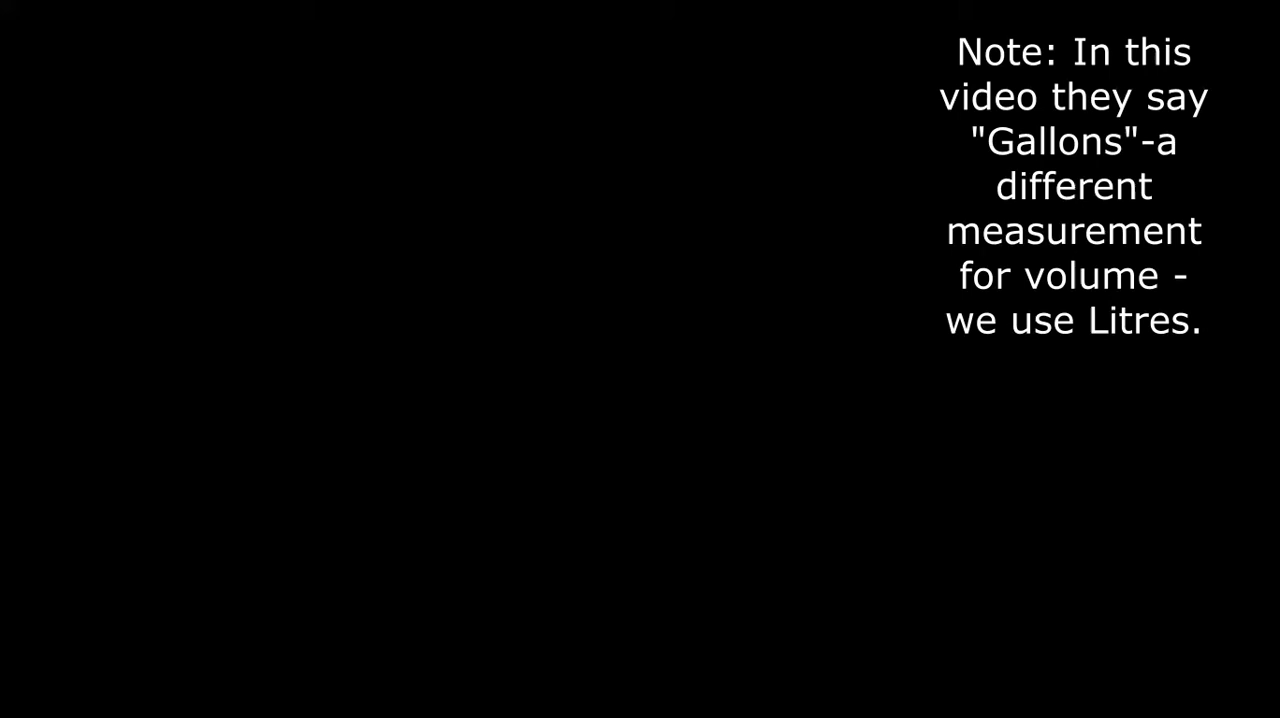 Note: In this
video they say
"Gallons"-a
different
measurement
for volume -
we use Litres.